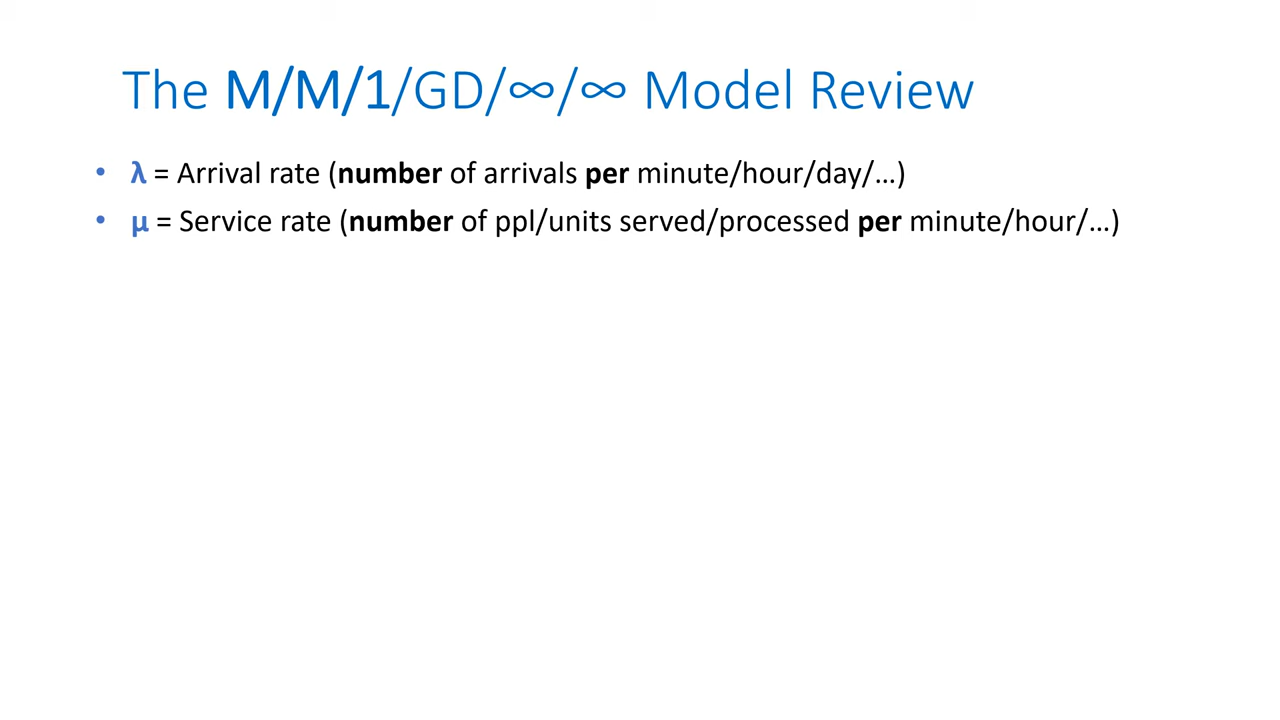 The M/M/1/GD/∞/∞ Model Review
• λ = Arrival rate (number of arrivals per minute/hour/day/…)
• μ = Service rate (number of ppl/units served/processed per minute/hour/…)